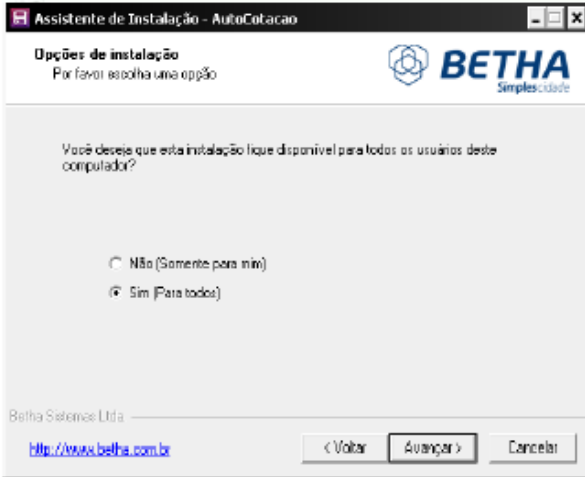 Assistente de Instalação - AutoCotacao
Opções de instalação
Por favor escolha uma opção
BETHA
Simplescidade
Você deseja que esta instalação fique disponível para todos os usuários deste
computador?
Não (Somente para mim)
Sim (Para todos)
Betha Sistemas Ltda
http://www.betha.com.br
< Voltar
Avançar >
Cancelar